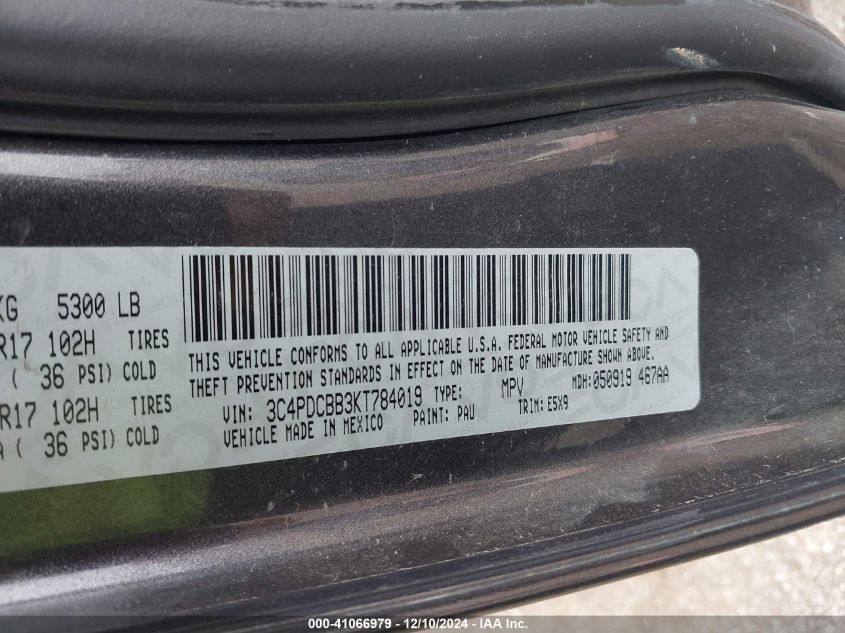 KG 5300 LB
R17 102H TIRES
( 36 PSI) COLD
R17 102H TIRES
A ( 36 PSI) COLD
THIS VEHICLE CONFORMS TO ALL APPLICABLE U.S.A. FEDERAL MOTOR VEHICLE SAFETY AND
THEFT PREVENTION STANDARDS IN EFFECT ON THE DATE OF MANUFACTURE SHOWN ABOVE.
VIN: 3C4PDCBB3KT784019 TYPE: MPV MDH:050919 467AA
VEHICLE MADE IN MEXICO PAINT: PAU TRIM: E5X9
000-41066979 / 12/10/2024 - IAA Inc.